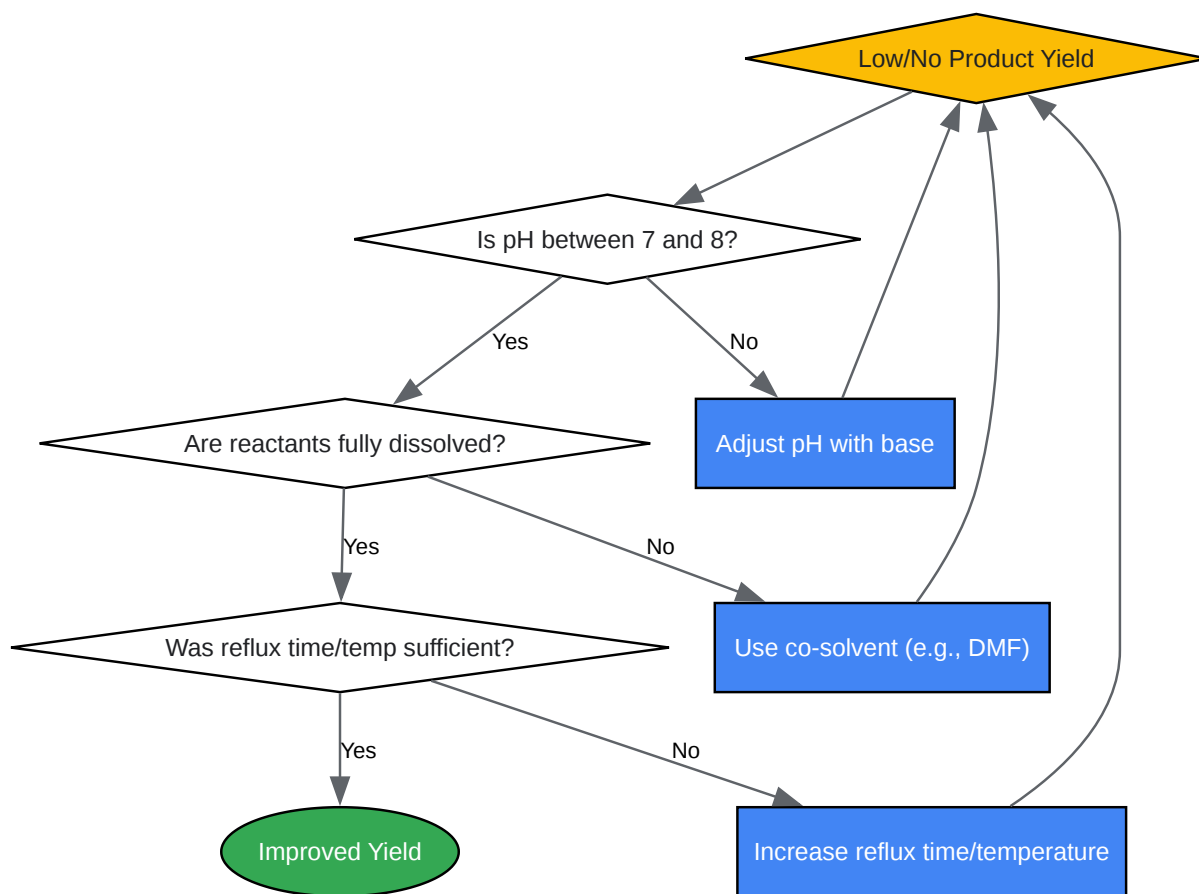 Low/No Product Yield
Is pH between 7 and 8?
Yes
No
Are reactants fully dissolved?
Adjust pH with base
Yes
No
Was reflux time/temp sufficient?
Use co-solvent (e.g., DMF)
Yes
No
Improved Yield
Increase reflux time/temperature